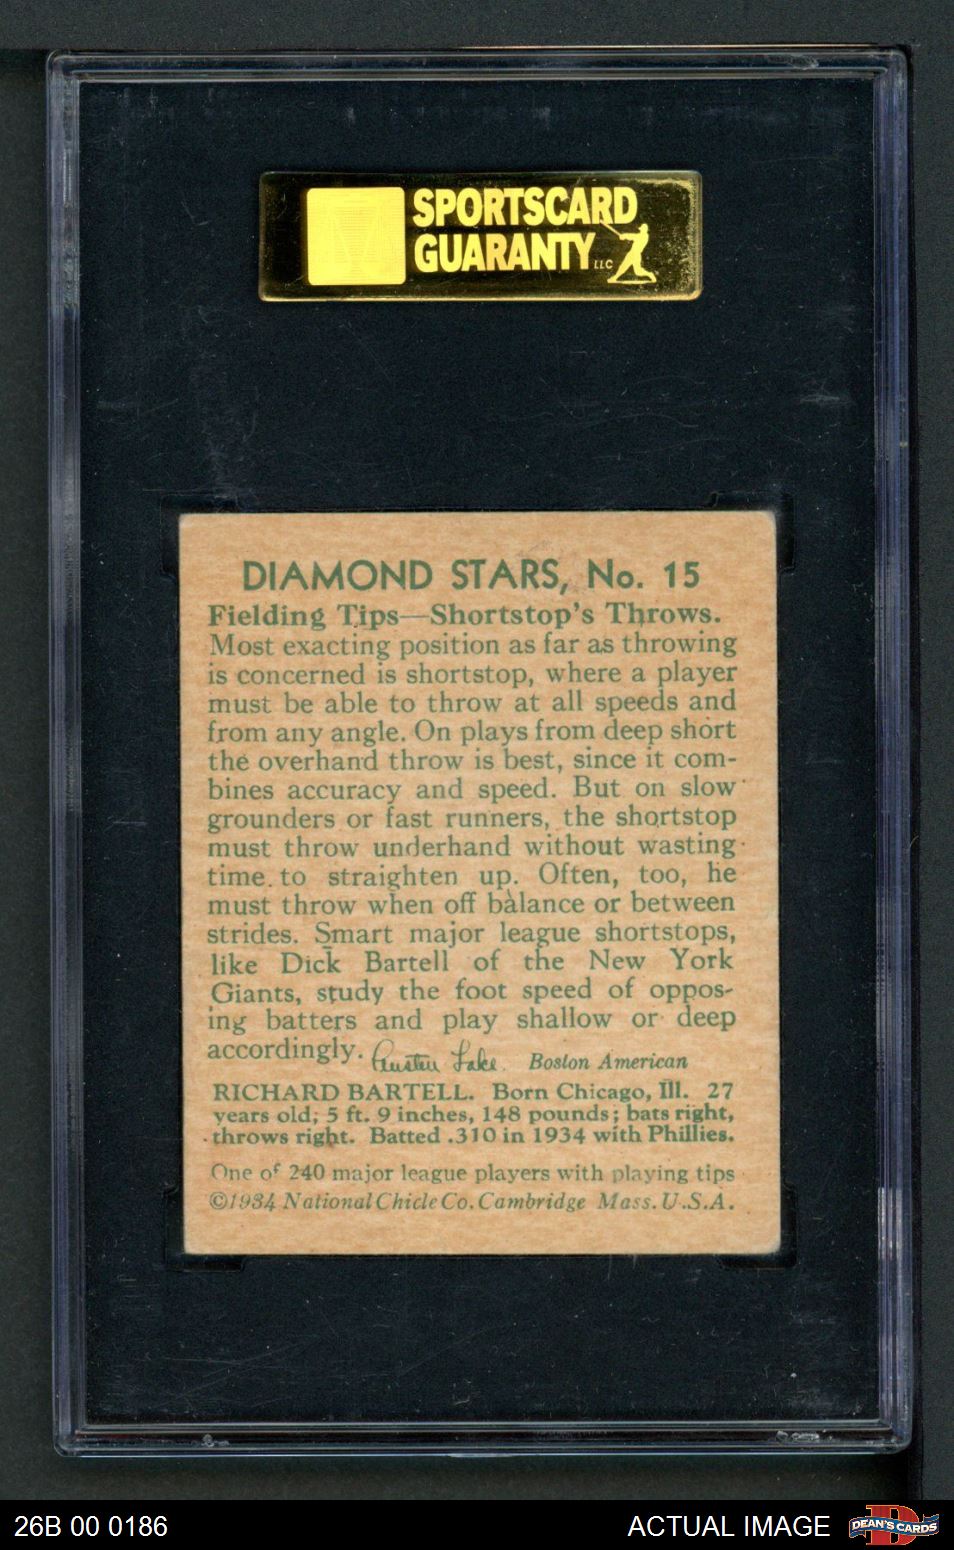 SPORTSCARD
GUARANTY LLC
DIAMOND STARS, No. 15
Fielding Tips—Shortstop's Throws.
Most exacting position as far as throwing
is concerned is shortstop, where a player
must be able to throw at all speeds and
from any angle. On plays from deep short
the overhand throw is best, since it com-
bines accuracy and speed. But on slow
grounders or fast runners, the shortstop
must throw underhand without wasting
time to straighten up. Often, too, he
must throw when off balance or between
strides. Smart major league shortstops,
like Dick Bartell of the New York
Giants, study the foot speed of oppos-
ing batters and play shallow or deep
accordingly. Austen Lake. Boston American
RICHARD BARTELL. Born Chicago, Ill. 27
years old; 5 ft. 9 inches, 148 pounds; bats right,
throws right. Batted .310 in 1934 with Phillies.
One of 240 major league players with playing tips
©1934 National Chicle Co. Cambridge Mass. U.S.A.
26B 00 0186
ACTUAL IMAGE
DEAN'S CARDS